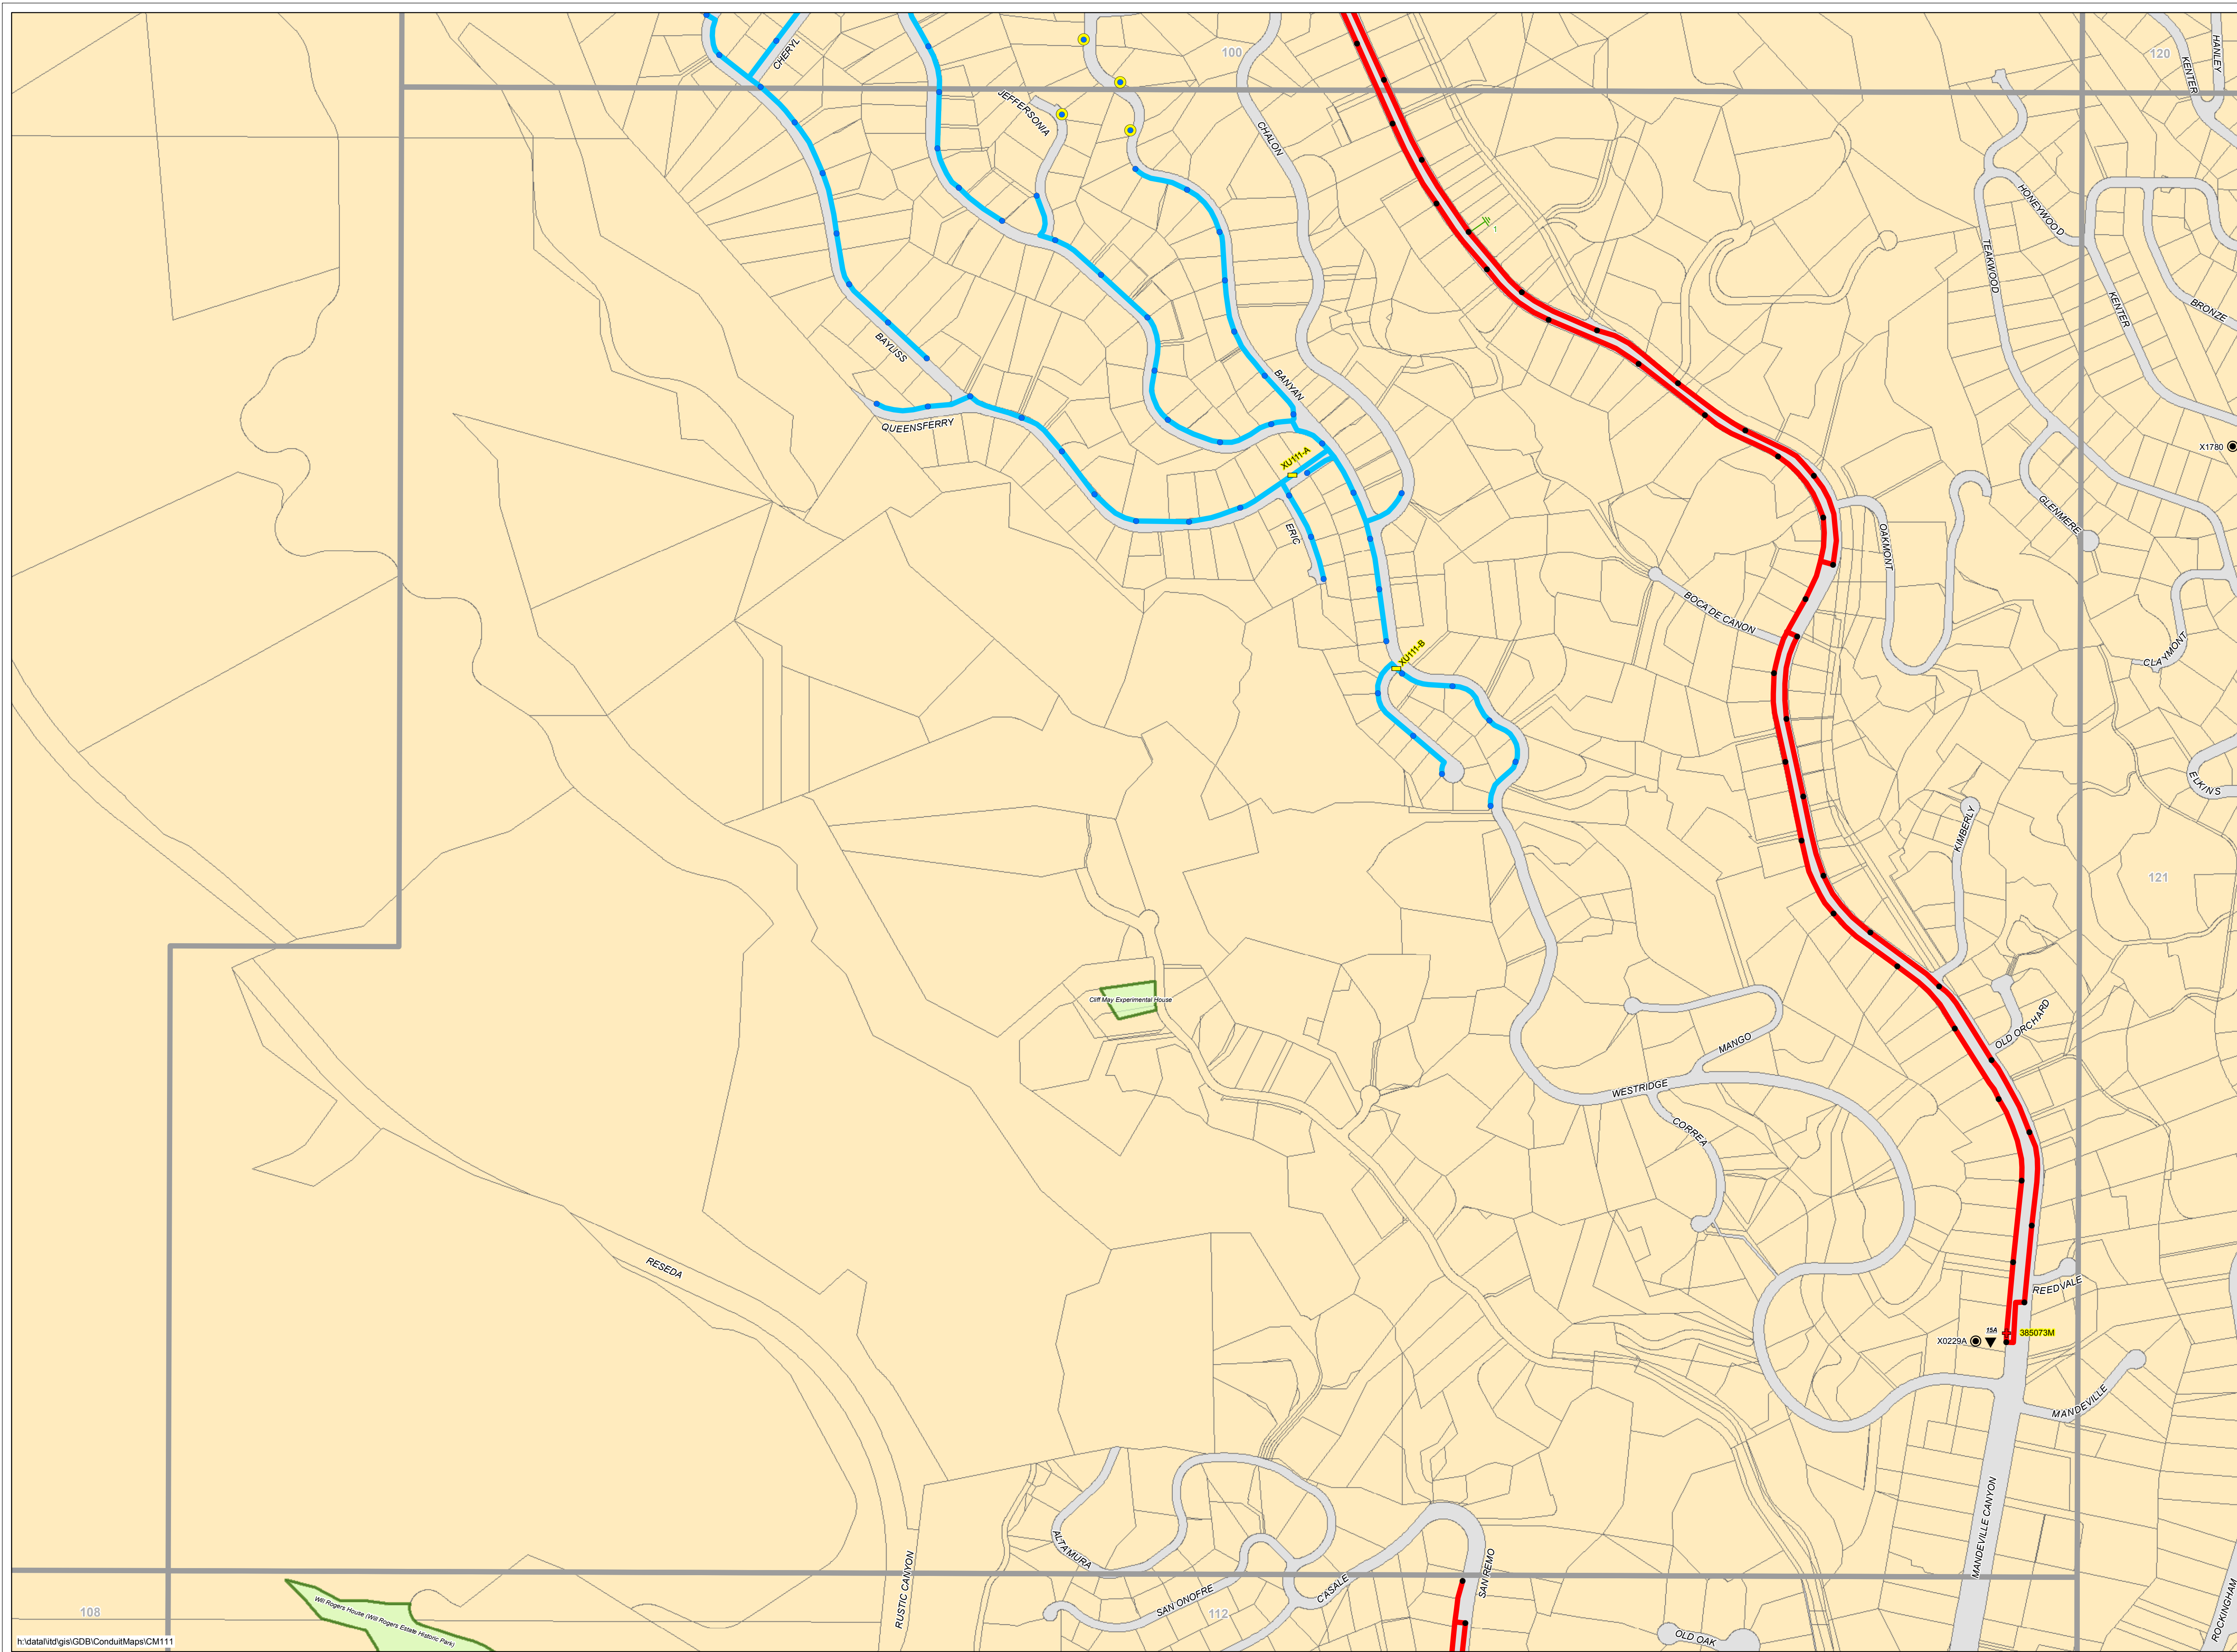 100
120
HANLEY
KENTER
CHERYL
JEFFERSONIA
CHALON
HONEYWOOD
1
TEAKWOOD
KENTER
BRONZE
BAYLISS
BANYAN
QUEENSFERRY
X1780
XU111-A
GLENMERE
ERIC
OAKMONT
BOCA DE CANON
CLAYMONT
XU111-B
ELKINS
KIMBERLY
121
Cliff May Experimental House
OLD ORCHARD
MANGO
WESTRIDGE
CORREA
RESEDA
REEDVALE
15A
385073M
X0229A
MANDEVILLE
MANDEVILLE CANYON
ALTAMURA
SAN REMO
RUSTIC CANYON
SAN ONOFRE
CASALE
ROCKINGHAM
108
Will Rogers House (Will Rogers Estate Historic Park)
112
OLD OAK
h:\data\itd\gis\GDB\ConduitMaps\CM111